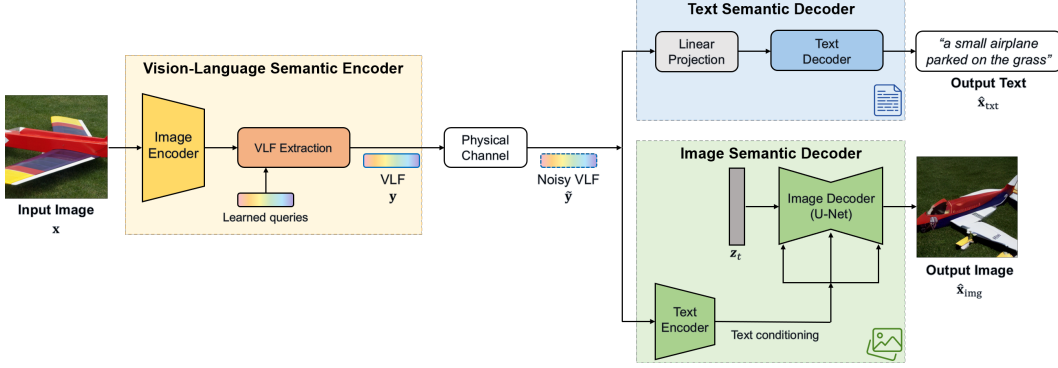 Vision-Language Semantic Encoder
Input Image
x
Image
Encoder
VLF Extraction
Learned queries
VLF
y
Physical
Channel
Noisy VLF
ỹ
Text Semantic Decoder
Linear
Projection
Text
Decoder
"a small airplane
parked on the grass"
Output Text
x̂txt
Image Semantic Decoder
zt
Image Decoder
(U-Net)
Text
Encoder
Text conditioning
Output Image
x̂img